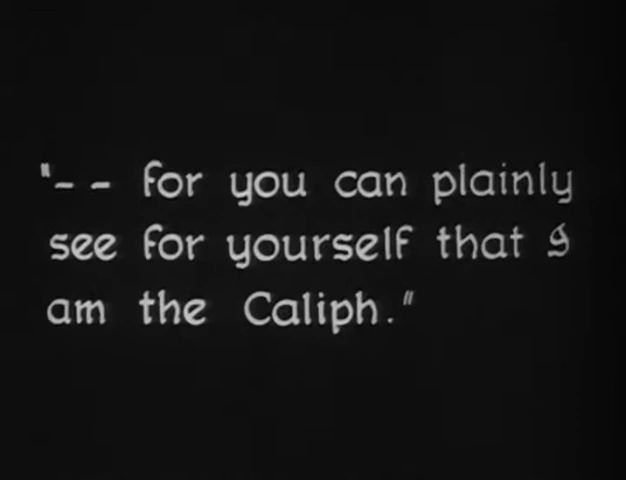 "-- for you can plainly
see for yourself that I
am the Caliph."